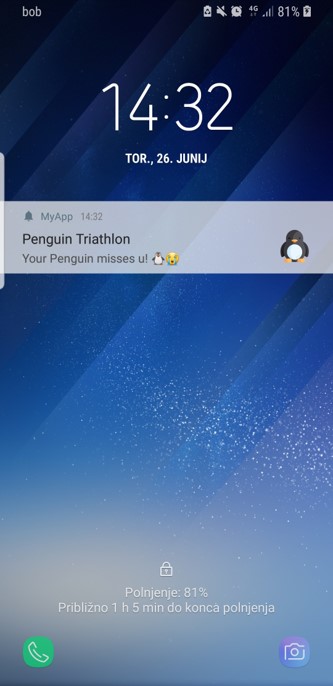 bob
4G 81%
14:32
TOR., 26. JUNIJ
MyApp 14:32
Penguin Triathlon
Your Penguin misses u! 🐧😭
Polnjenje: 81%
Približno 1 h 5 min do konca polnjenja